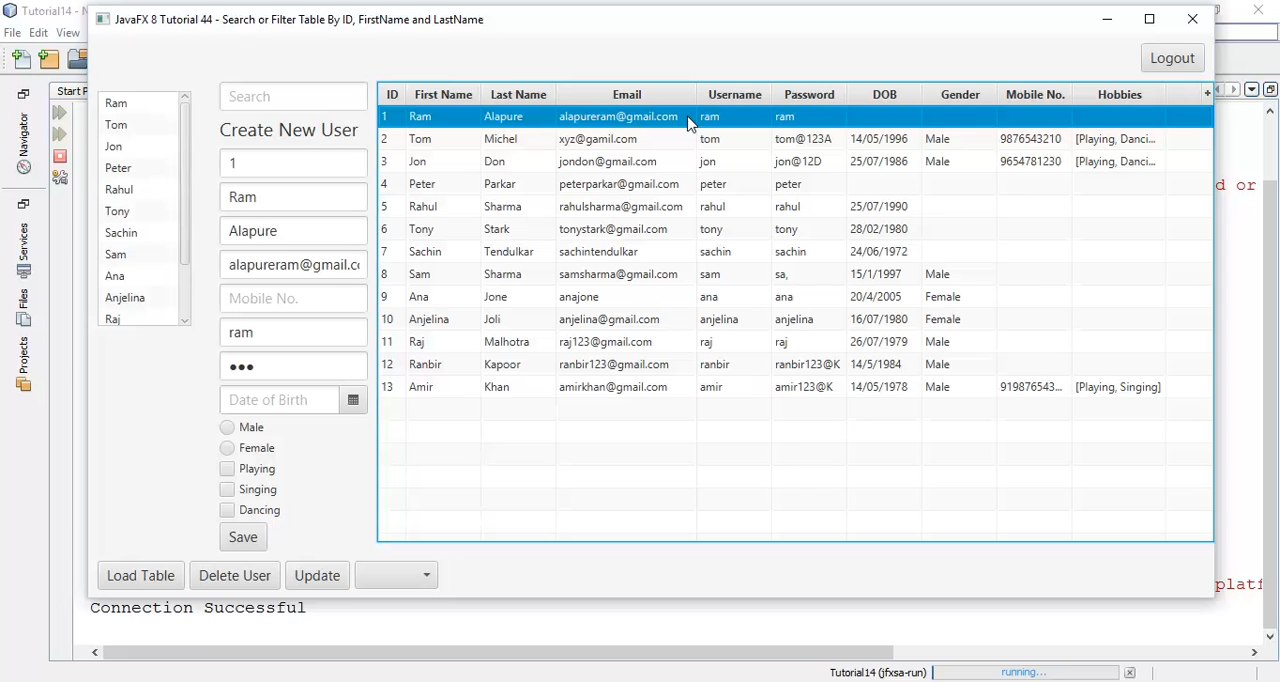 Tutorial14 - N
JavaFX 8 Tutorial 44 - Search or Filter Table By ID, FirstName and LastName
File Edit View
Logout
Start P
Navigator
Services
Files
Projects
Ram
Tom
Jon
Peter
Rahul
Tony
Sachin
Sam
Ana
Anjelina
Raj
Search
Create New User
1
Ram
Alapure
alapureram@gmail.cc
Mobile No.
ram
●●●
Date of Birth
Male
Female
Playing
Singing
Dancing
Save
ID First Name Last Name Email Username Password DOB Gender Mobile No. Hobbies +
1 Ram Alapure alapureram@gmail.com ram ram
2 Tom Michel xyz@gamil.com tom tom@123A 14/05/1996 Male 9876543210 [Playing, Danci...
3 Jon Don jondon@gmail.com jon jon@12D 25/07/1986 Male 9654781230 [Playing, Danci...
4 Peter Parkar peterparkar@gmail.com peter peter
5 Rahul Sharma rahulsharma@gmail.com rahul rahul 25/07/1990
6 Tony Stark tonystark@gmail.com tony tony 28/02/1980
7 Sachin Tendulkar sachintendulkar sachin sachin 24/06/1972
8 Sam Sharma samsharma@gmail.com sam sa, 15/1/1997 Male
9 Ana Jone anajone ana ana 20/4/2005 Female
10 Anjelina Joli anjelina@gmail.com anjelina anjelina 16/07/1980 Female
11 Raj Malhotra raj123@gmail.com raj raj 26/07/1979 Male
12 Ranbir Kapoor ranbir123@gmail.com ranbir ranbir123@K 14/5/1984 Male
13 Amir Khan amirkhan@gmail.com amir amir123@K 14/05/1978 Male 919876543... [Playing, Singing]
d or
Load Table Delete User Update
platf
Connection Successful
Tutorial14 (jfxsa-run) running...